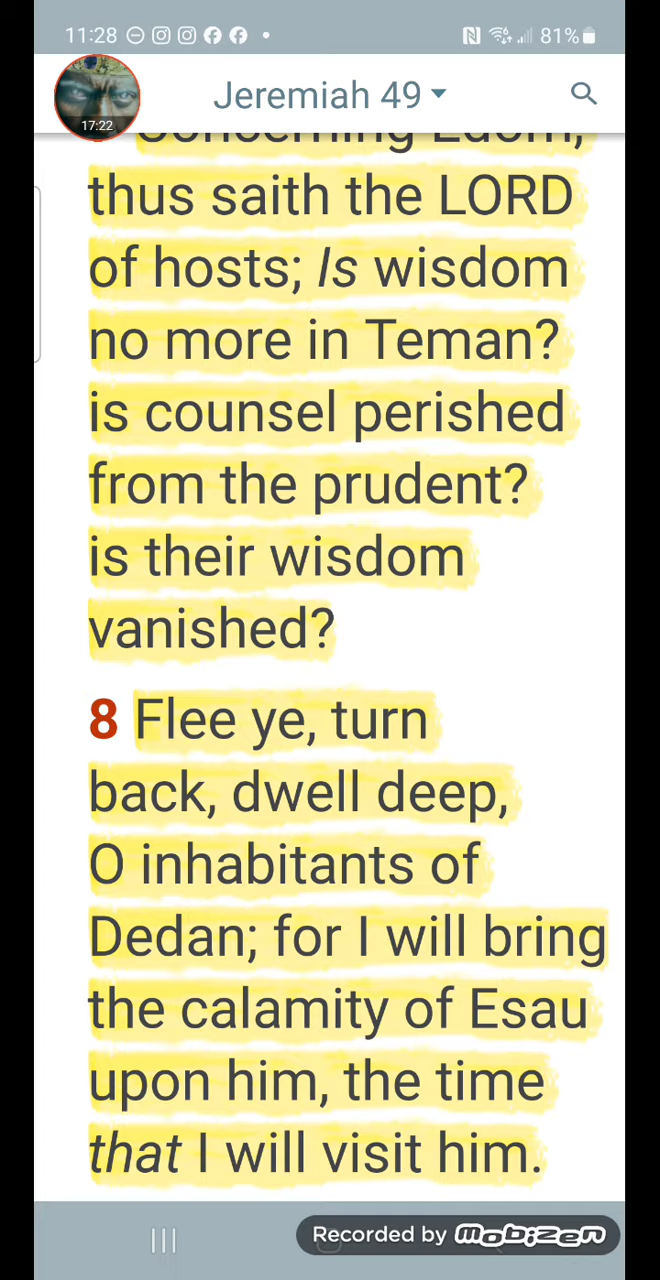 11:28 81%
17:22
Jeremiah 49
Concerning Edom,
thus saith the LORD
of hosts; Is wisdom
no more in Teman?
is counsel perished
from the prudent?
is their wisdom
vanished?
8 Flee ye, turn
back, dwell deep,
O inhabitants of
Dedan; for I will bring
the calamity of Esau
upon him, the time
that I will visit him.
Recorded by mobizen